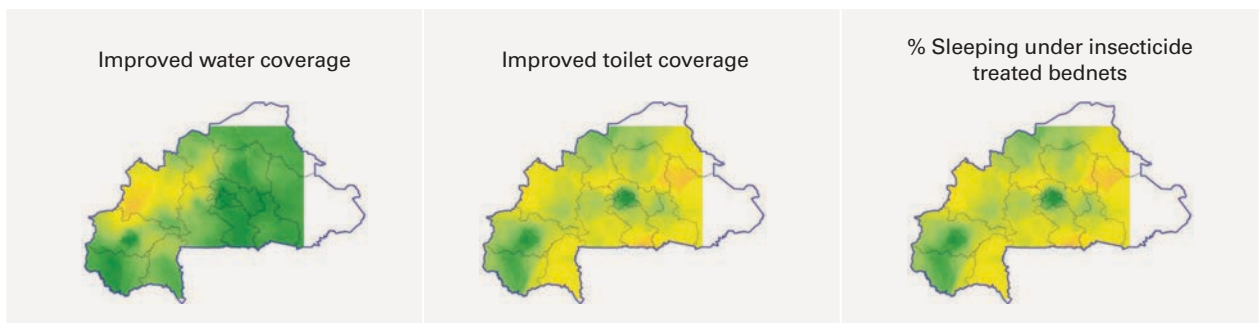 Improved water coverage
Improved toilet coverage
% Sleeping under insecticide
treated bednets